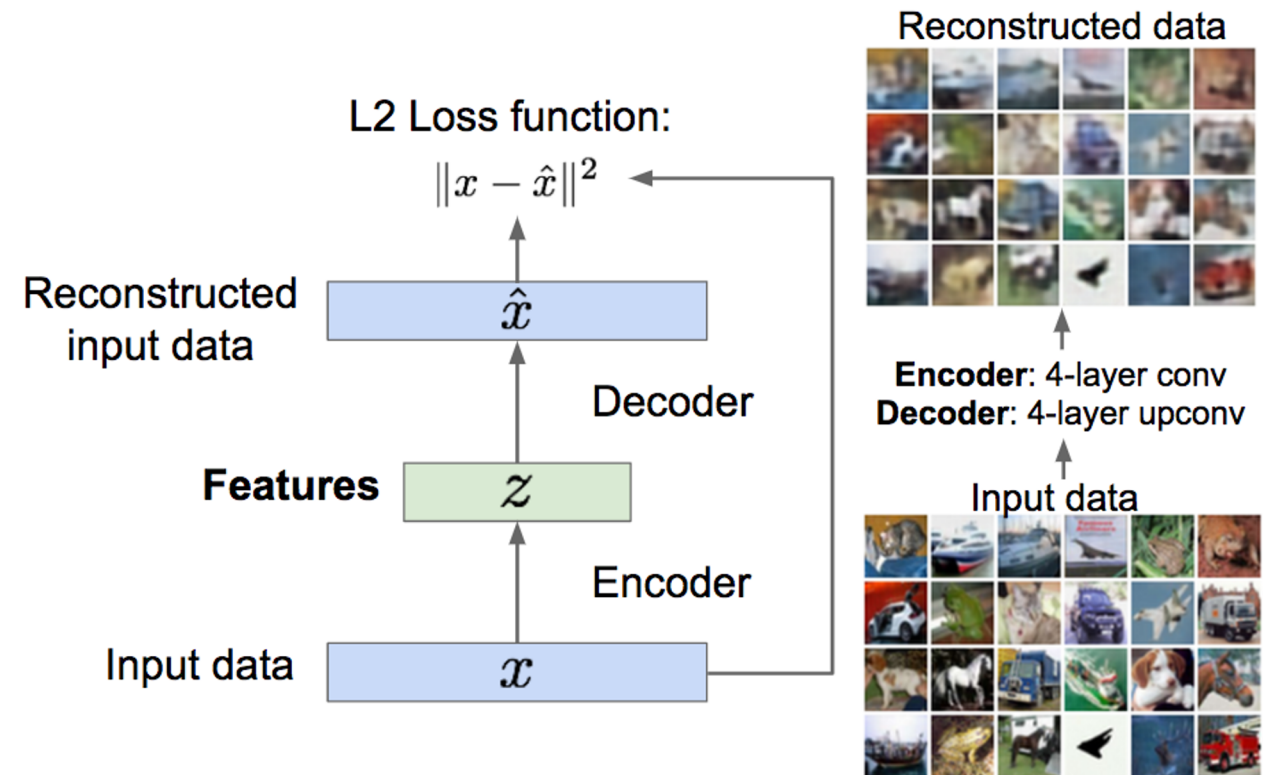 Reconstructed data
L2 Loss function:
‖x − x̂‖²
Reconstructed
input data
x̂
Encoder: 4-layer conv
Decoder: 4-layer upconv
Decoder
Features
z
Input data
Encoder
Input data
x